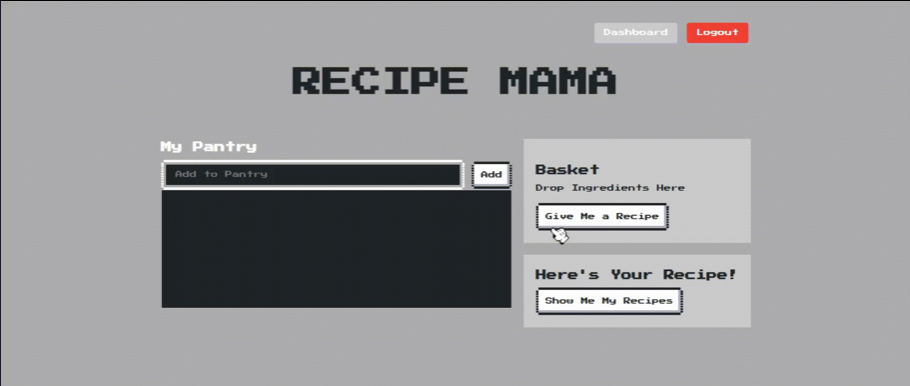 Dashboard
Logout
RECIPE MAMA
My Pantry
Add to Pantry
Add
Basket
Drop Ingredients Here
Give Me a Recipe
Here's Your Recipe!
Show Me My Recipes